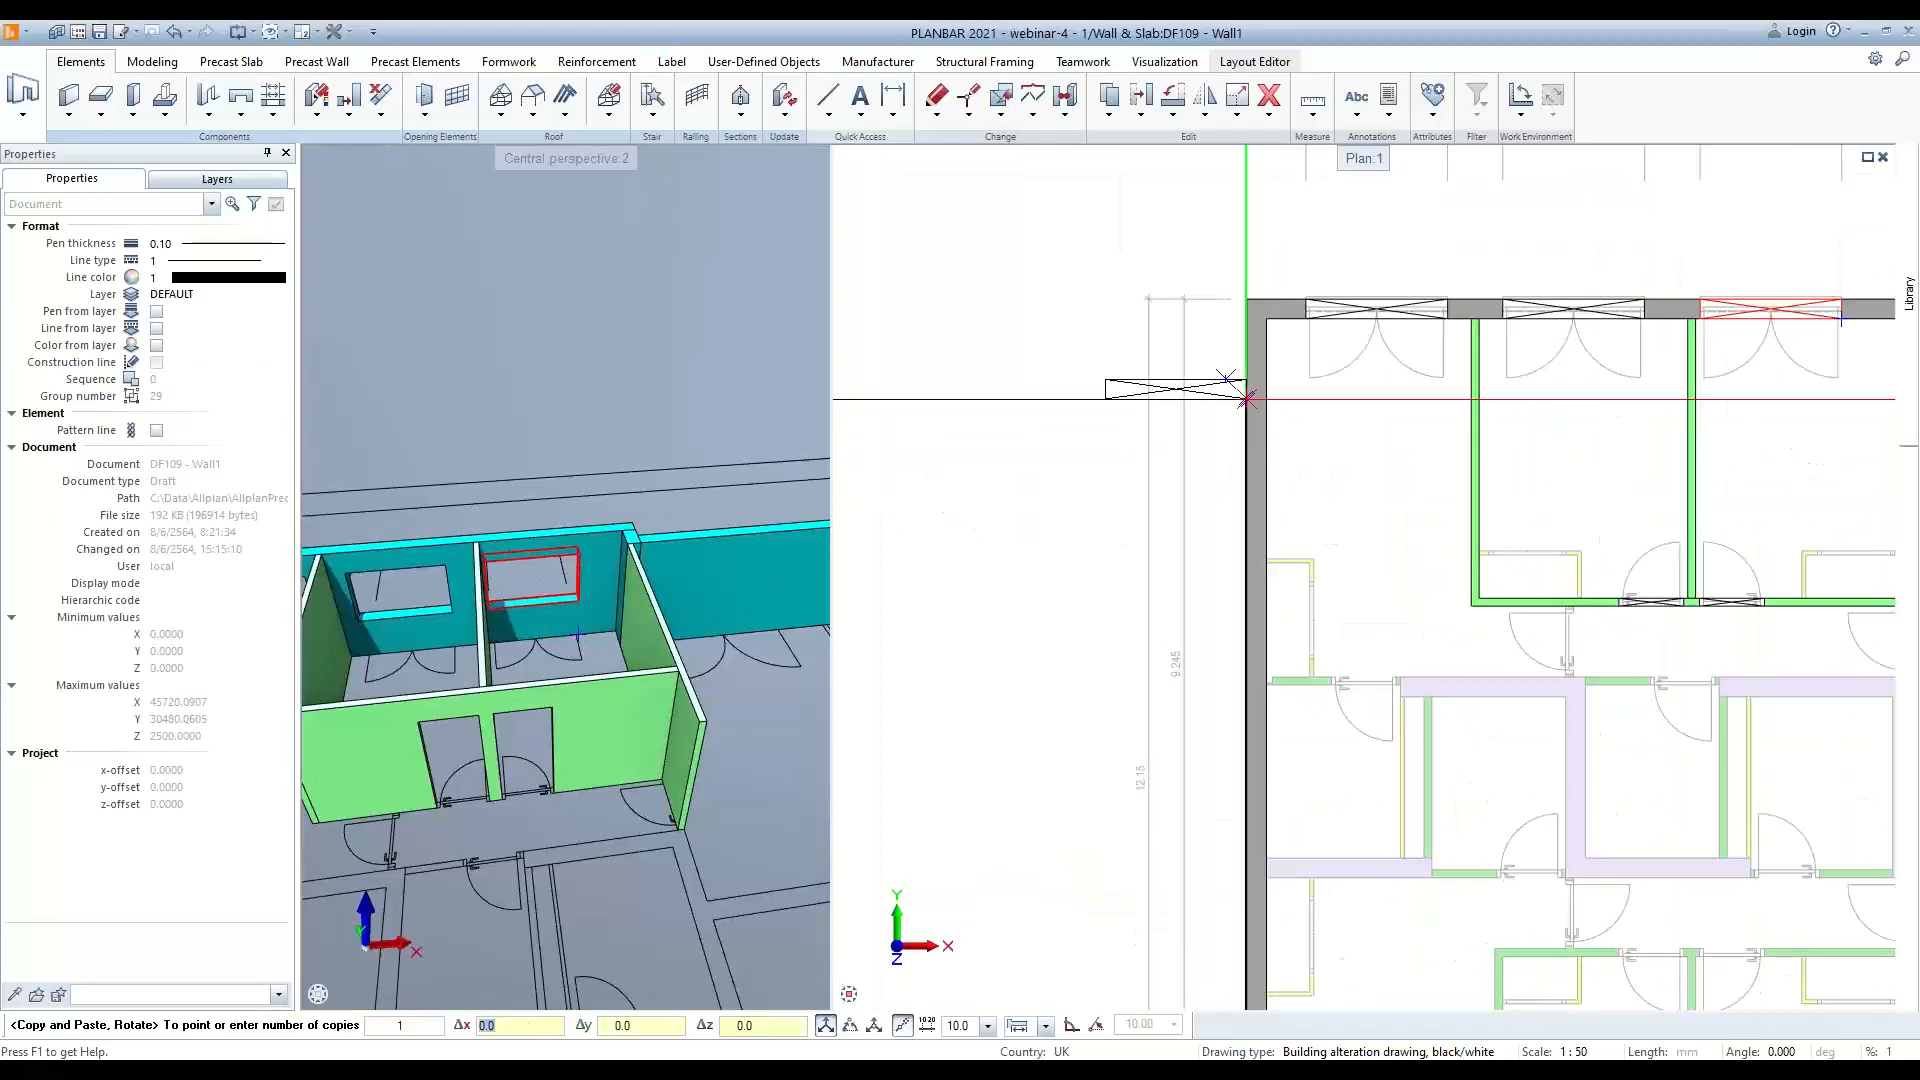 PLANBAR 2021 - webinar-4 - 1/Wall & Slab:DF109 - Wall1
Login
Elements Modeling Precast Slab Precast Wall Precast Elements Formwork Reinforcement Label User-Defined Objects Manufacturer Structural Framing Teamwork Visualization Layout Editor
Abc
Components Opening Elements Roof Stair Railing Sections Update Quick Access Change Edit Measure Annotations Attributes Filter Work Environment
Properties
Properties Layers
Document
Format
Pen thickness 0.10
Line type 1
Line color 1
Layer DEFAULT
Pen from layer
Line from layer
Color from layer
Construction line
Sequence 0
Group number 29
Element
Pattern line
Document
Document DF109 - Wall1
Document type Draft
Path C:\Data\Allplan\AllplanPrec
File size 192 KB (196914 bytes)
Created on 8/6/2564, 8:21:34
Changed on 8/6/2564, 15:15:10
User local
Display mode
Hierarchic code
Minimum values
X 0.0000
Y 0.0000
Z 0.0000
Maximum values
X 45720.0907
Y 30480.0605
Z 2500.0000
Project
x-offset 0.0000
y-offset 0.0000
z-offset 0.0000
Central perspective:2
X
Plan:1
9.245
12.15
Y
X
Z
Library
<Copy and Paste, Rotate> To point or enter number of copies 1 Δx 0.0 Δy 0.0 Δz 0.0 10.0 10.00
Press F1 to get Help.
Country: UK
Drawing type: Building alteration drawing, black/white
Scale: 1 : 50
Length: mm
Angle: 0.000 deg
%: 1